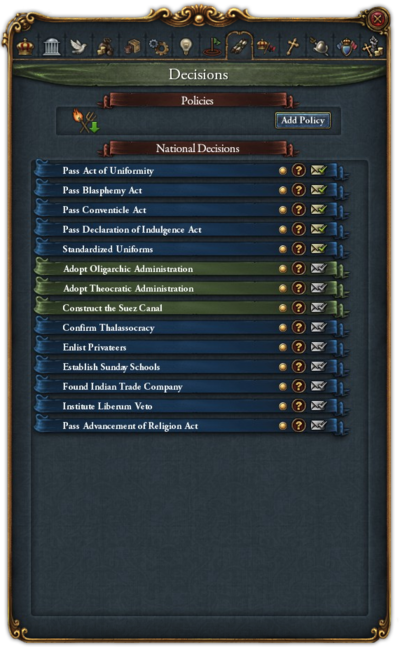 Decisions
Policies
Add Policy
National Decisions
Pass Act of Uniformity
Pass Blasphemy Act
Pass Conventicle Act
Pass Declaration of Indulgence Act
Standardized Uniforms
Adopt Oligarchic Administration
Adopt Theocratic Administration
Construct the Suez Canal
Confirm Thalassocracy
Enlist Privateers
Establish Sunday Schools
Found Indian Trade Company
Institute Liberum Veto
Pass Advancement of Religion Act